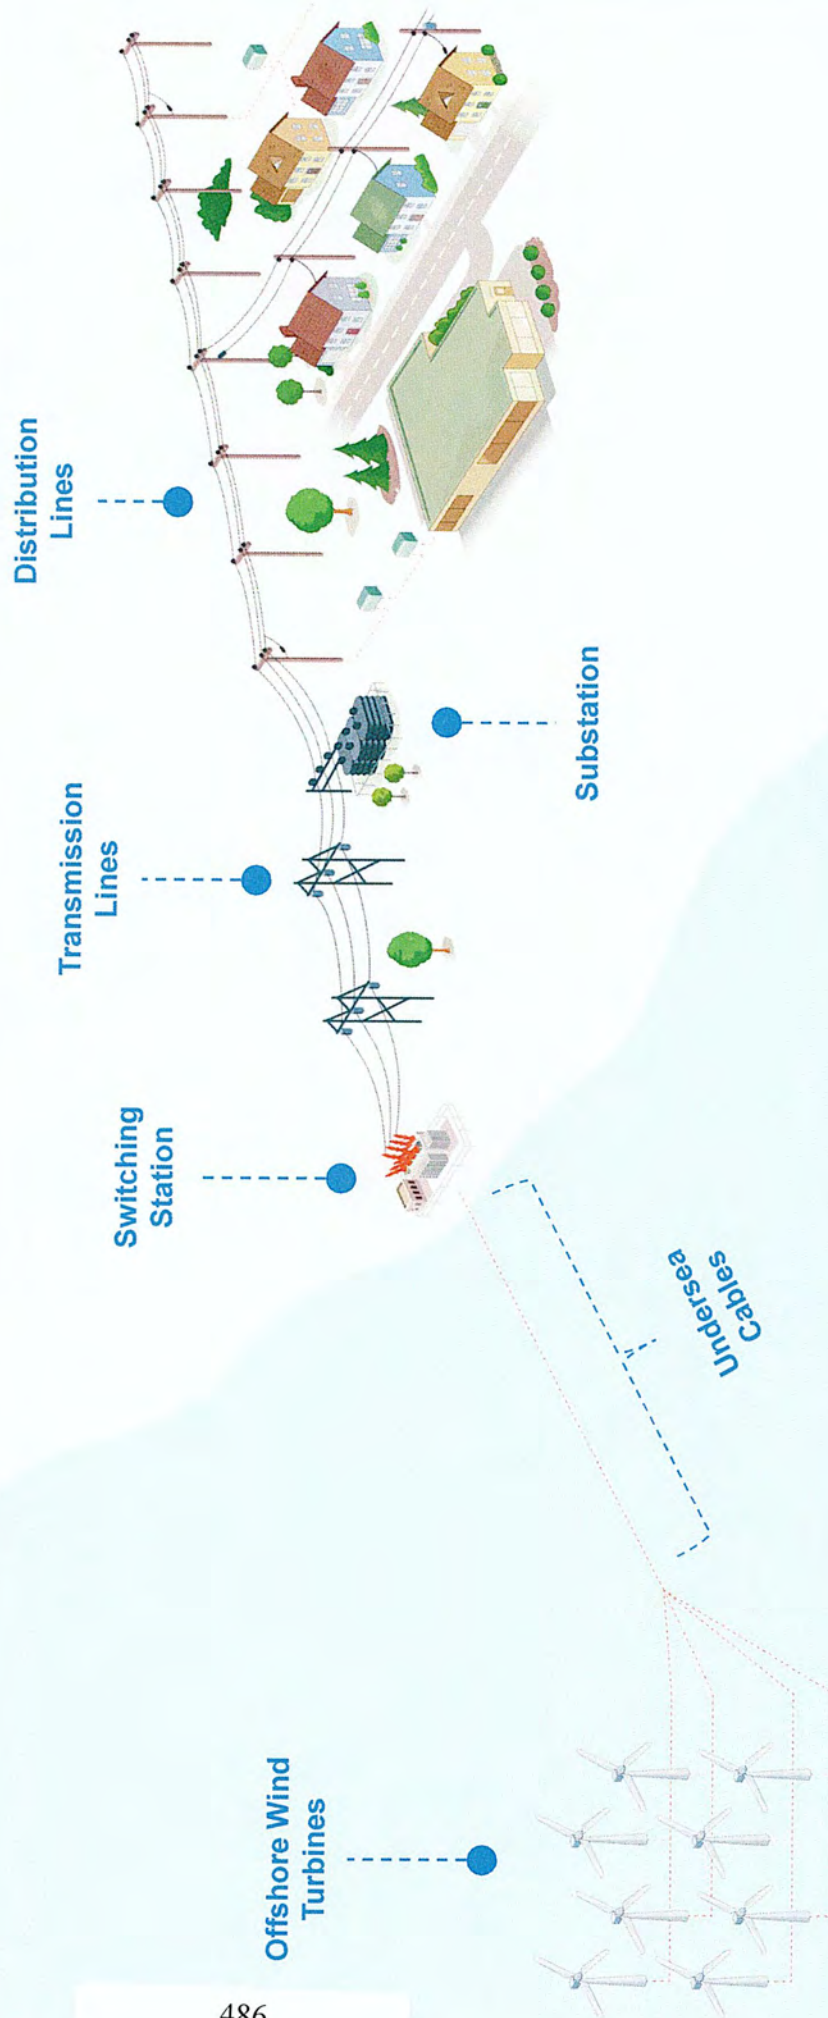 Offshore Wind
Turbines
Undersea
Cables
Switching
Station
Transmission
Lines
Substation
Distribution
Lines
486